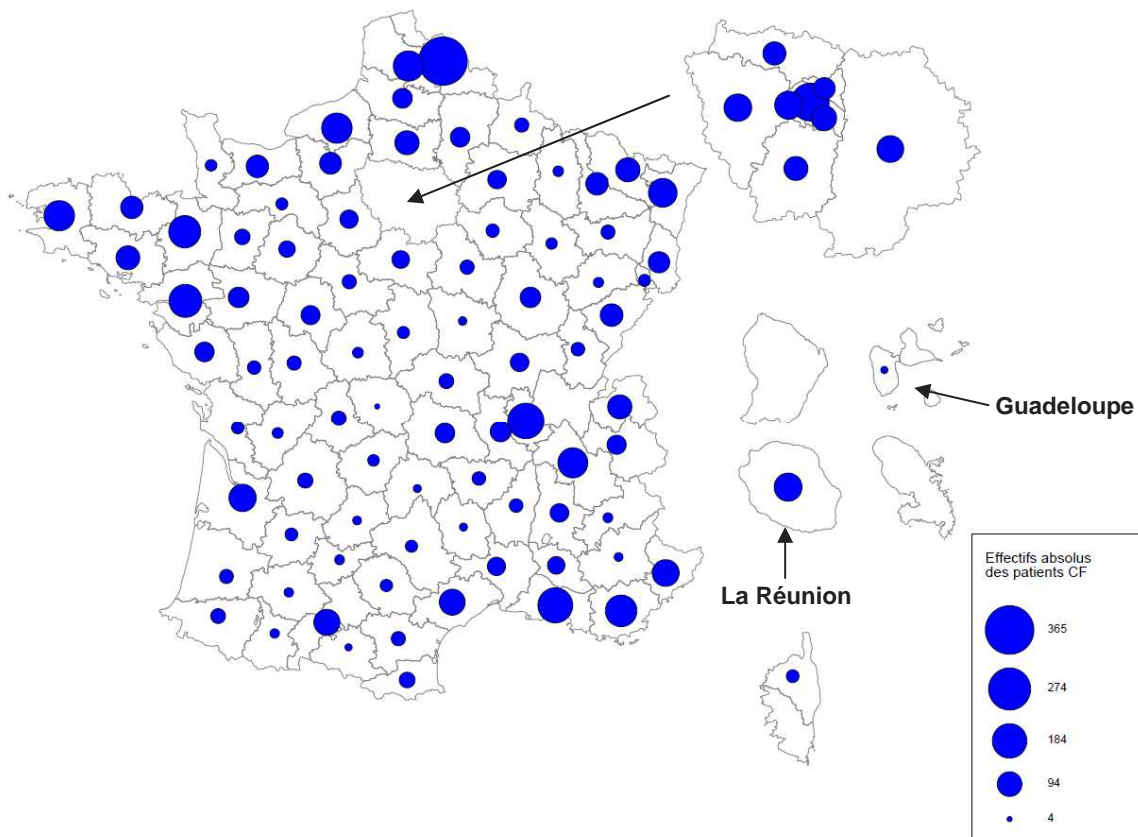 Guadeloupe
La Réunion
Effectifs absolus
des patients CF
365
274
184
94
4